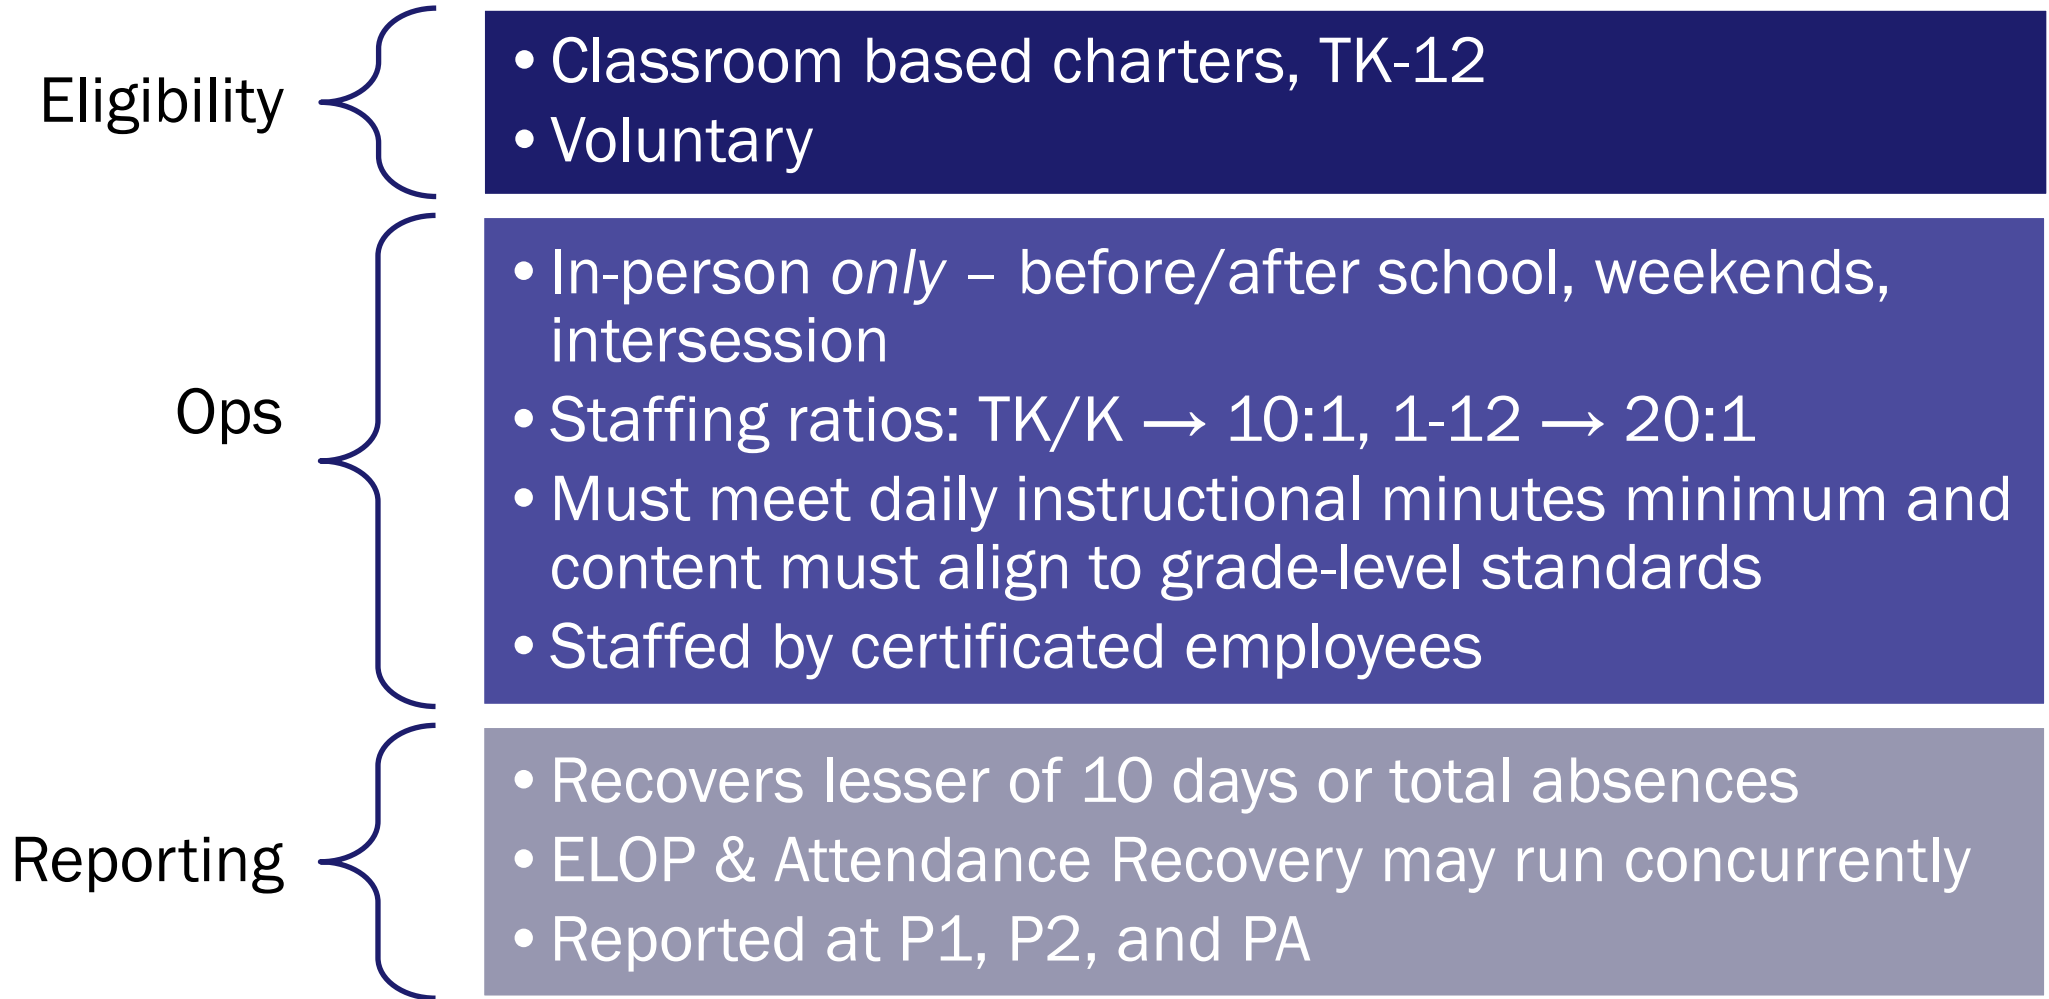 Eligibility
• Classroom based charters, TK-12
• Voluntary
Ops
• In-person only – before/after school, weekends,
intersession
• Staffing ratios: TK/K → 10:1, 1-12 → 20:1
• Must meet daily instructional minutes minimum and
content must align to grade-level standards
• Staffed by certificated employees
Reporting
• Recovers lesser of 10 days or total absences
• ELOP & Attendance Recovery may run concurrently
• Reported at P1, P2, and PA